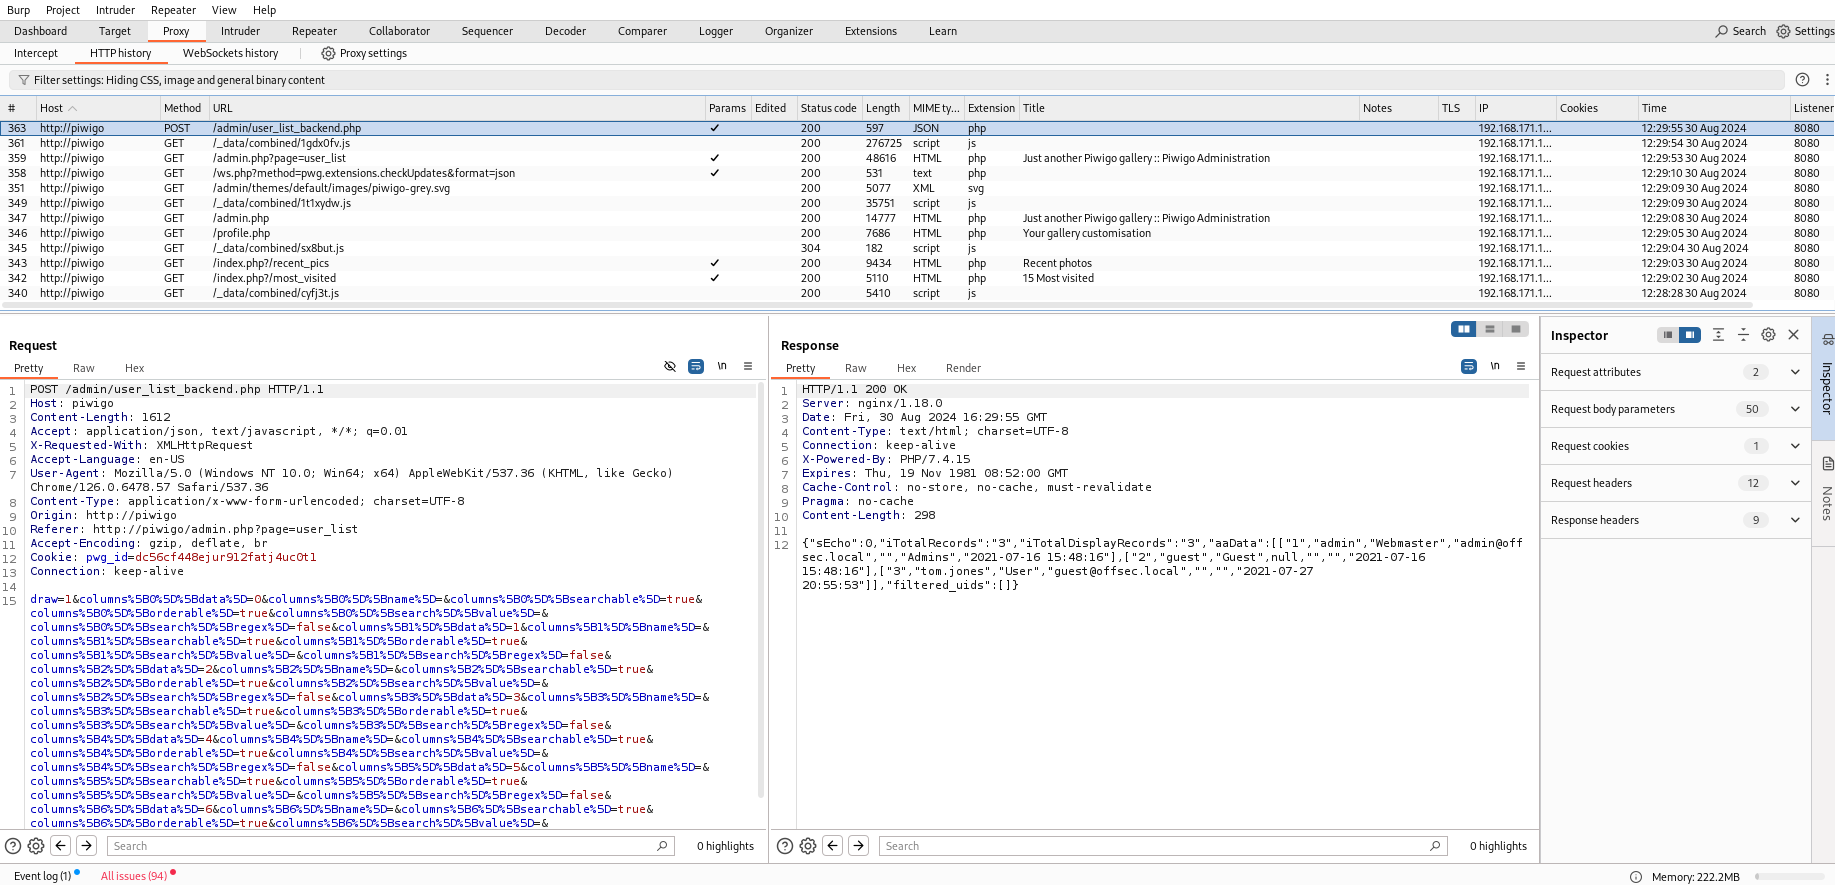 Burp Project Intruder Repeater View Help
Dashboard Target Proxy Intruder Repeater Collaborator Sequencer Decoder Comparer Logger Organizer Extensions Learn Search Settings
Intercept HTTP history WebSockets history Proxy settings
Filter settings: Hiding CSS, image and general binary content
# Host Method URL Params Edited Status code Length MIME ty... Extension Title Notes TLS IP Cookies Time Listener
363 http://piwigo POST /admin/user_list_backend.php ✓ 200 597 JSON php 192.168.171.1... 12:29:55 30 Aug 2024 8080
361 http://piwigo GET /_data/combined/1gdx0fv.js 200 276725 script js 192.168.171.1... 12:29:54 30 Aug 2024 8080
359 http://piwigo GET /admin.php?page=user_list ✓ 200 48616 HTML php Just another Piwigo gallery :: Piwigo Administration 192.168.171.1... 12:29:53 30 Aug 2024 8080
358 http://piwigo GET /ws.php?method=pwg.extensions.checkUpdates&format=json ✓ 200 531 text php 192.168.171.1... 12:29:10 30 Aug 2024 8080
351 http://piwigo GET /admin/themes/default/images/piwigo-grey.svg 200 5077 XML svg 192.168.171.1... 12:29:09 30 Aug 2024 8080
349 http://piwigo GET /_data/combined/1t1xydw.js 200 35751 script js 192.168.171.1... 12:29:09 30 Aug 2024 8080
347 http://piwigo GET /admin.php 200 14777 HTML php Just another Piwigo gallery :: Piwigo Administration 192.168.171.1... 12:29:08 30 Aug 2024 8080
346 http://piwigo GET /profile.php 200 7686 HTML php Your gallery customisation 192.168.171.1... 12:29:05 30 Aug 2024 8080
345 http://piwigo GET /_data/combined/sx8but.js 304 182 script js 192.168.171.1... 12:29:04 30 Aug 2024 8080
343 http://piwigo GET /index.php?/recent_pics ✓ 200 9434 HTML php Recent photos 192.168.171.1... 12:29:03 30 Aug 2024 8080
342 http://piwigo GET /index.php?/most_visited ✓ 200 5110 HTML php 15 Most visited 192.168.171.1... 12:29:02 30 Aug 2024 8080
340 http://piwigo GET /_data/combined/cyfj3t.js 200 5410 script js 192.168.171.1... 12:28:28 30 Aug 2024 8080
Request
Pretty Raw Hex \n
1 POST /admin/user_list_backend.php HTTP/1.1
2 Host: piwigo
3 Content-Length: 1612
4 Accept: application/json, text/javascript, */*; q=0.01
5 X-Requested-With: XMLHttpRequest
6 Accept-Language: en-US
7 User-Agent: Mozilla/5.0 (Windows NT 10.0; Win64; x64) AppleWebKit/537.36 (KHTML, like Gecko)
Chrome/126.0.6478.57 Safari/537.36
8 Content-Type: application/x-www-form-urlencoded; charset=UTF-8
9 Origin: http://piwigo
10 Referer: http://piwigo/admin.php?page=user_list
11 Accept-Encoding: gzip, deflate, br
12 Cookie: pwg_id=dc56cf448ejur912fatj4uc0t1
13 Connection: keep-alive
14
15 draw=1&columns%5B0%5D%5Bdata%5D=0&columns%5B0%5D%5Bname%5D=&columns%5B0%5D%5Bsearchable%5D=true&
columns%5B0%5D%5Borderable%5D=true&columns%5B0%5D%5Bsearch%5D%5Bvalue%5D=&
columns%5B0%5D%5Bsearch%5D%5Bregex%5D=false&columns%5B1%5D%5Bdata%5D=1&columns%5B1%5D%5Bname%5D=&
columns%5B1%5D%5Bsearchable%5D=true&columns%5B1%5D%5Borderable%5D=true&
columns%5B1%5D%5Bsearch%5D%5Bvalue%5D=&columns%5B1%5D%5Bsearch%5D%5Bregex%5D=false&
columns%5B2%5D%5Bdata%5D=2&columns%5B2%5D%5Bname%5D=&columns%5B2%5D%5Bsearchable%5D=true&
columns%5B2%5D%5Borderable%5D=true&columns%5B2%5D%5Bsearch%5D%5Bvalue%5D=&
columns%5B2%5D%5Bsearch%5D%5Bregex%5D=false&columns%5B3%5D%5Bdata%5D=3&columns%5B3%5D%5Bname%5D=&
columns%5B3%5D%5Bsearchable%5D=true&columns%5B3%5D%5Borderable%5D=true&
columns%5B3%5D%5Bsearch%5D%5Bvalue%5D=&columns%5B3%5D%5Bsearch%5D%5Bregex%5D=false&
columns%5B4%5D%5Bdata%5D=4&columns%5B4%5D%5Bname%5D=&columns%5B4%5D%5Bsearchable%5D=true&
columns%5B4%5D%5Borderable%5D=true&columns%5B4%5D%5Bsearch%5D%5Bvalue%5D=&
columns%5B4%5D%5Bsearch%5D%5Bregex%5D=false&columns%5B5%5D%5Bdata%5D=5&columns%5B5%5D%5Bname%5D=&
columns%5B5%5D%5Bsearchable%5D=true&columns%5B5%5D%5Borderable%5D=true&
columns%5B5%5D%5Bsearch%5D%5Bvalue%5D=&columns%5B5%5D%5Bsearch%5D%5Bregex%5D=false&
columns%5B6%5D%5Bdata%5D=6&columns%5B6%5D%5Bname%5D=&columns%5B6%5D%5Bsearchable%5D=true&
columns%5B6%5D%5Borderable%5D=true&columns%5B6%5D%5Bsearch%5D%5Bvalue%5D=&
Search 0 highlights
Response
Pretty Raw Hex Render \n
1 HTTP/1.1 200 OK
2 Server: nginx/1.18.0
3 Date: Fri, 30 Aug 2024 16:29:55 GMT
4 Content-Type: text/html; charset=UTF-8
5 Connection: keep-alive
6 X-Powered-By: PHP/7.4.15
7 Expires: Thu, 19 Nov 1981 08:52:00 GMT
8 Cache-Control: no-store, no-cache, must-revalidate
9 Pragma: no-cache
10 Content-Length: 298
11
12 {"sEcho":0,"iTotalRecords":"3","iTotalDisplayRecords":"3","aaData":[["1","admin","Webmaster","admin@off
sec.local","","Admins","2021-07-16 15:48:16"],["2","guest","Guest",null,"","","2021-07-16
15:48:16"],["3","tom.jones","User","guest@offsec.local","","","2021-07-27
20:55:53"]],"filtered_uids":[]}
Search 0 highlights
Inspector
Request attributes 2
Request body parameters 50
Request cookies 1
Request headers 12
Response headers 9
Inspector
Notes
Event log (1) All issues (94) Memory: 222.2MB